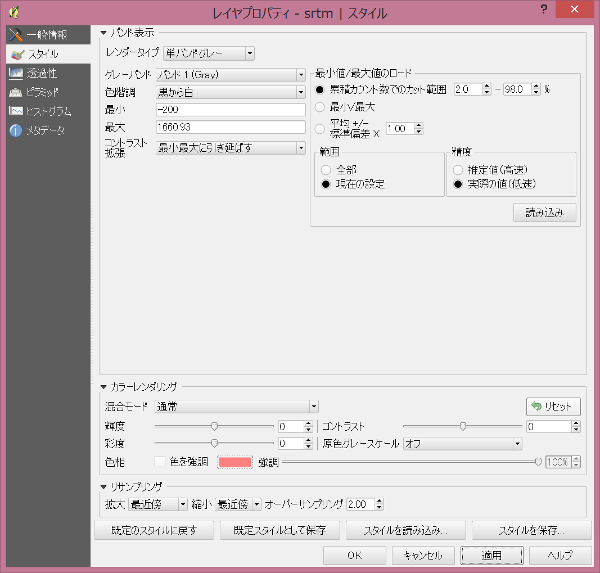 レイヤプロパティ - srtm | スタイル
一般情報
スタイル
透過性
ピラミッド
ヒストグラム
メタデータ
バンド表示
レンダータイプ 単バンドグレー
グレーバンド バンド 1 (Gray)
色階調 黒から白
最小 -200
最大 1660.93
コントラスト
拡張 最小最大に引き延ばす
最小値/最大値のロード
累積カウント数でのカット範囲 2.0 - 98.0 %
最小/最大
平均 +/-
標準偏差 × 1.00
範囲
全部
現在の設定
精度
推定値(高速)
実際の値(低速)
読み込み
カラーレンダリング
混合モード 通常 リセット
輝度 0 コントラスト 0
彩度 0 原色グレースケール オフ
色相 色を強調 強調 100%
リサンプリング
拡大 最近傍 縮小 最近傍 オーバーサンプリング 2.00
既定のスタイルに戻す 既定スタイルとして保存 スタイルを読み込み... スタイルを保存...
OK キャンセル 適用 ヘルプ